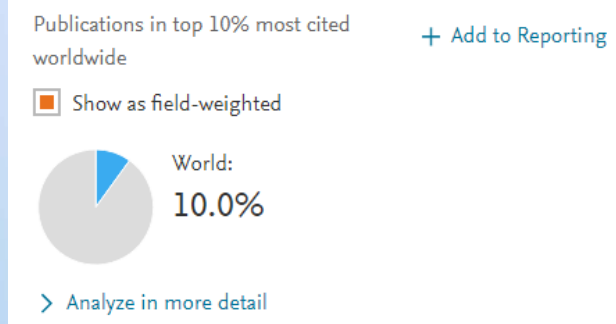 Publications in top 10% most cited
worldwide
+ Add to Reporting
Show as field-weighted
World:
10.0%
> Analyze in more detail